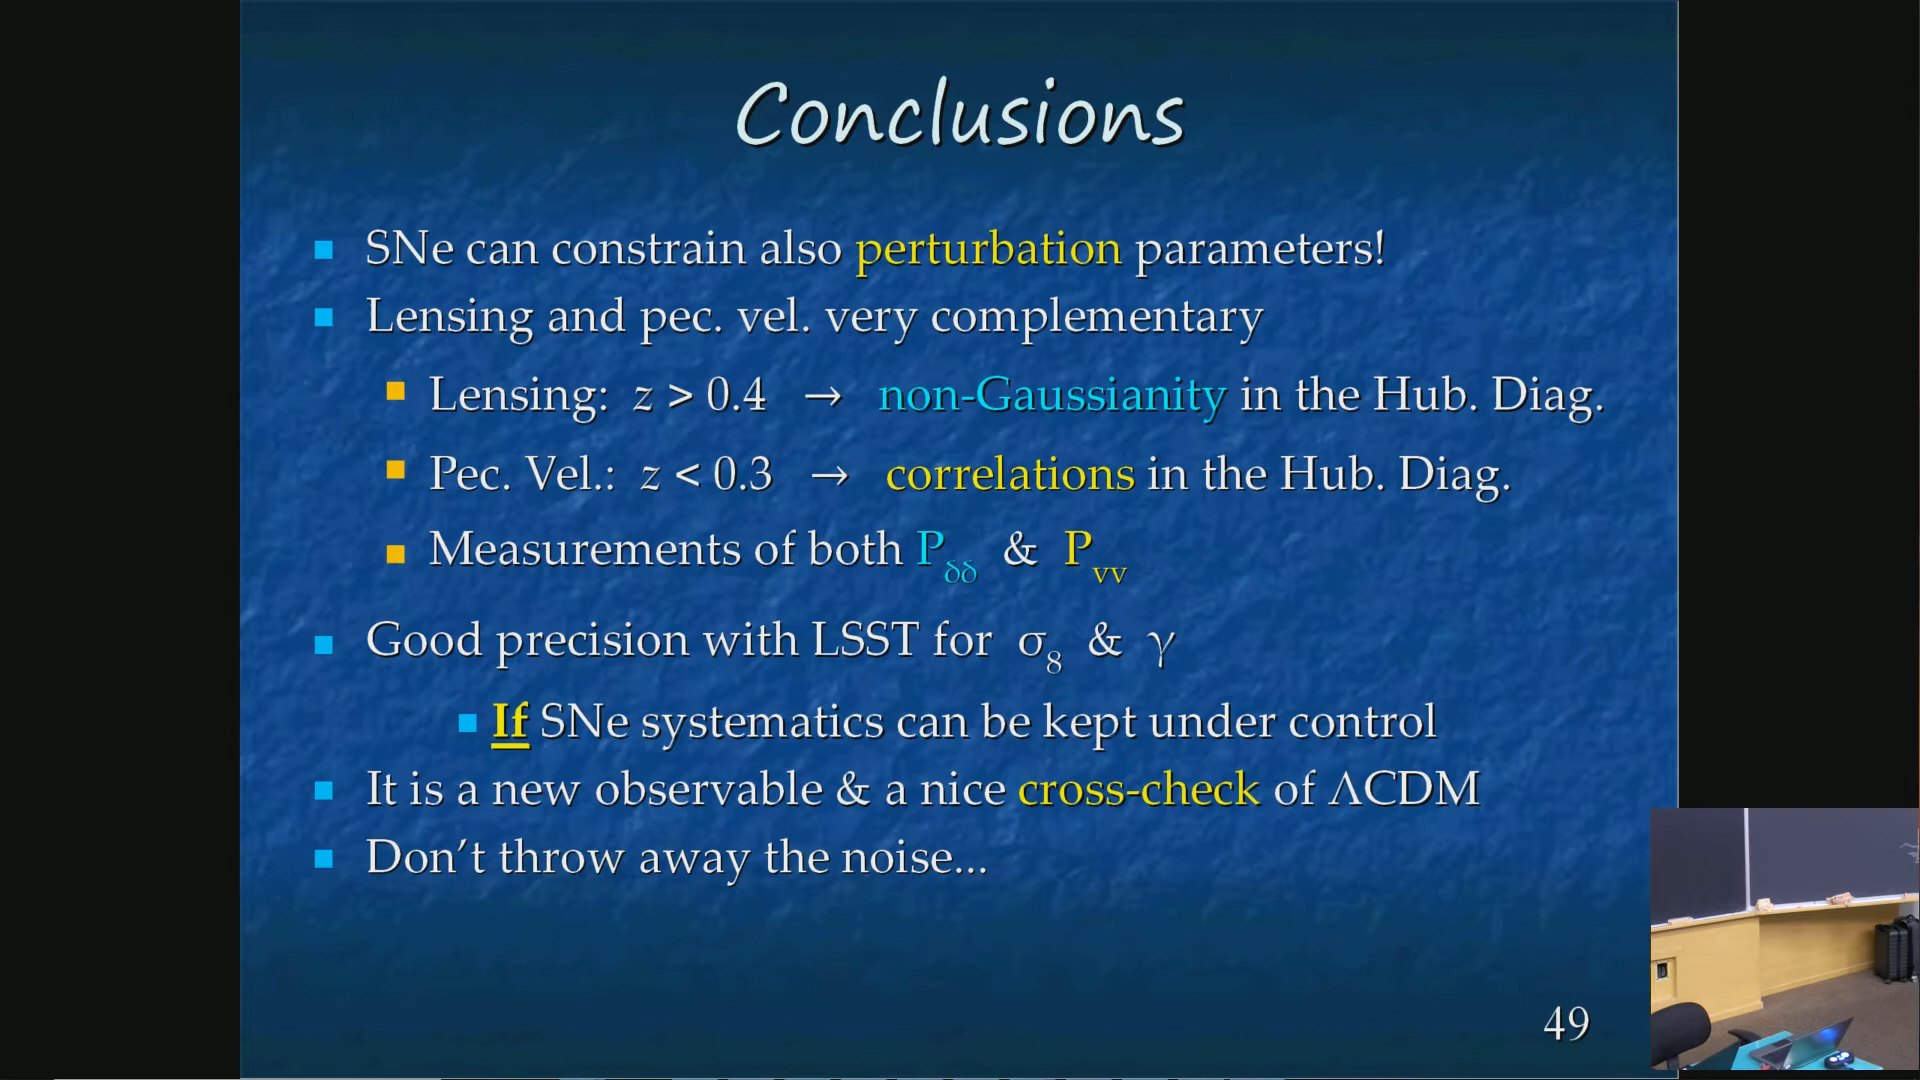 Conclusions
SNe can constrain also perturbation parameters!
Lensing and pec. vel. very complementary
Lensing: z > 0.4 → non-Gaussianity in the Hub. Diag.
Pec. Vel.: z < 0.3 → correlations in the Hub. Diag.
Measurements of both P_δδ & P_vv
Good precision with LSST for σ_8 & γ
If SNe systematics can be kept under control
It is a new observable & a nice cross-check of ΛCDM
Don’t throw away the noise...
49